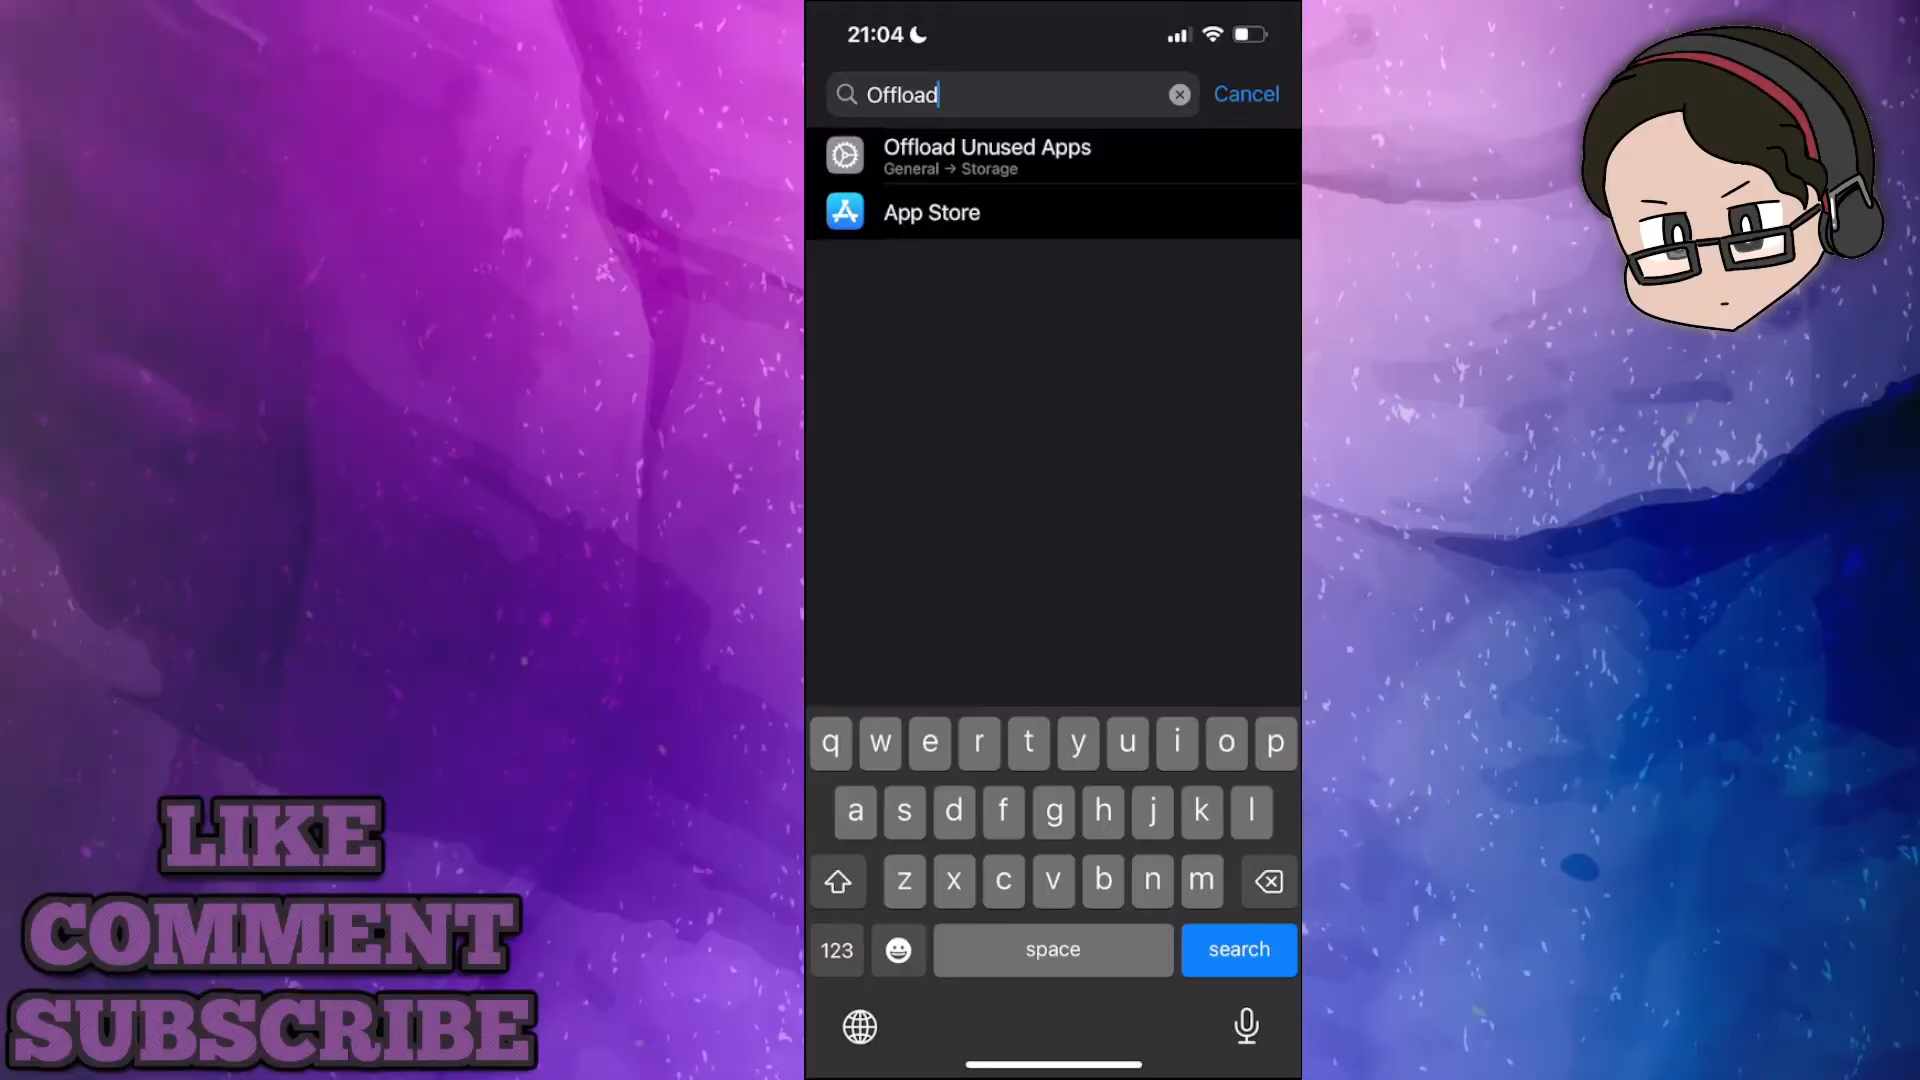 21:04
Offload
Cancel
Offload Unused Apps
General → Storage
App Store
q w e r t y u i o p
a s d f g h j k l
z x c v b n m
123 space search
LIKE
COMMENT
SUBSCRIBE